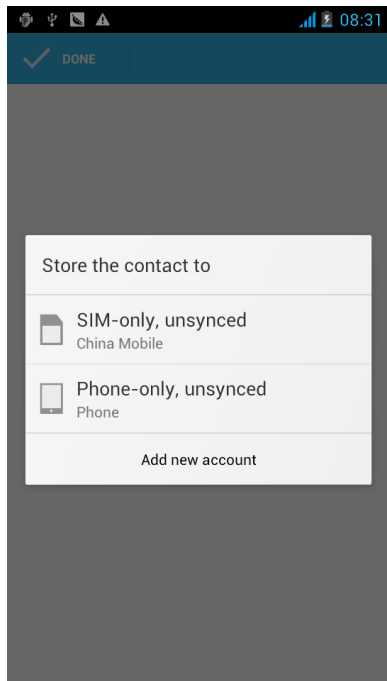 08:31
DONE
Store the contact to
SIM-only, unsynced
China Mobile
Phone-only, unsynced
Phone
Add new account